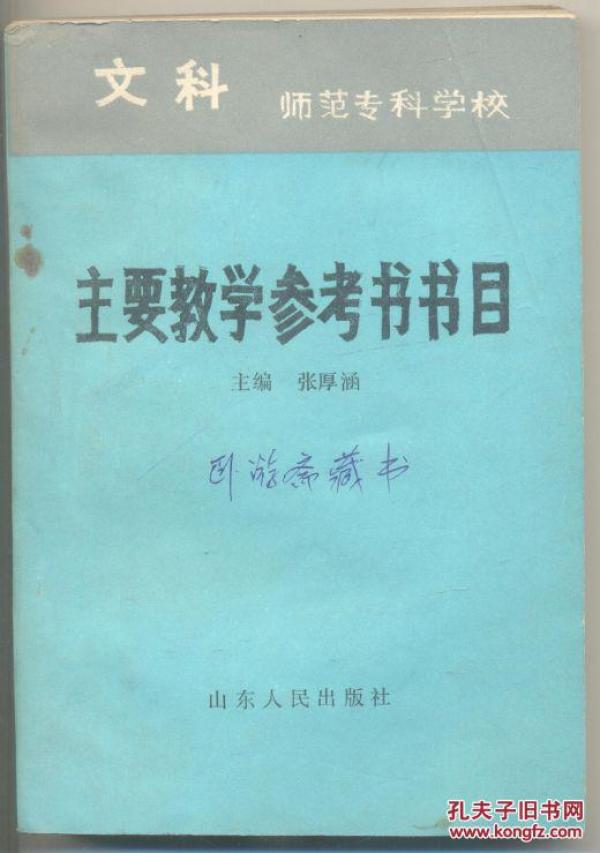 文科 师范专科学校
主要教学参考书书目
主编 张厚涵
卧游斋藏书
山东人民出版社
孔夫子旧书网
www.kongfz.com